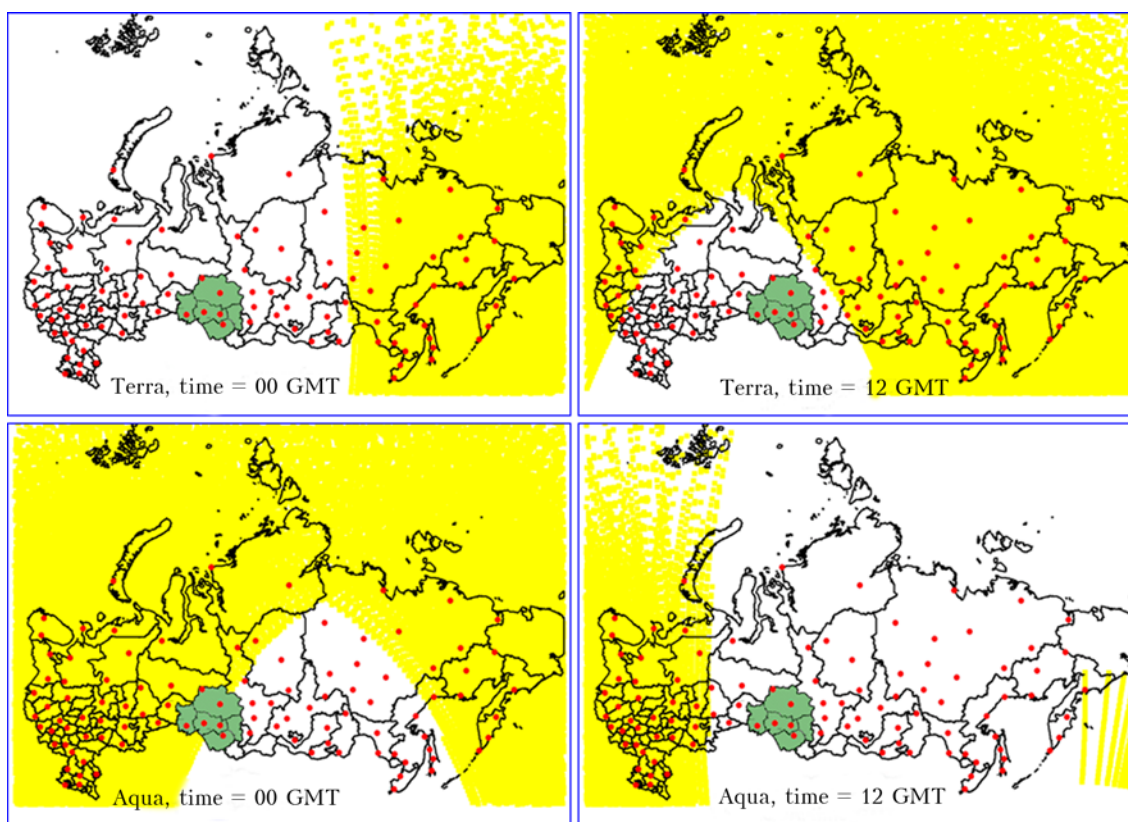 Terra, time = 00 GMT
Terra, time = 12 GMT
Aqua, time = 00 GMT
Aqua, time = 12 GMT